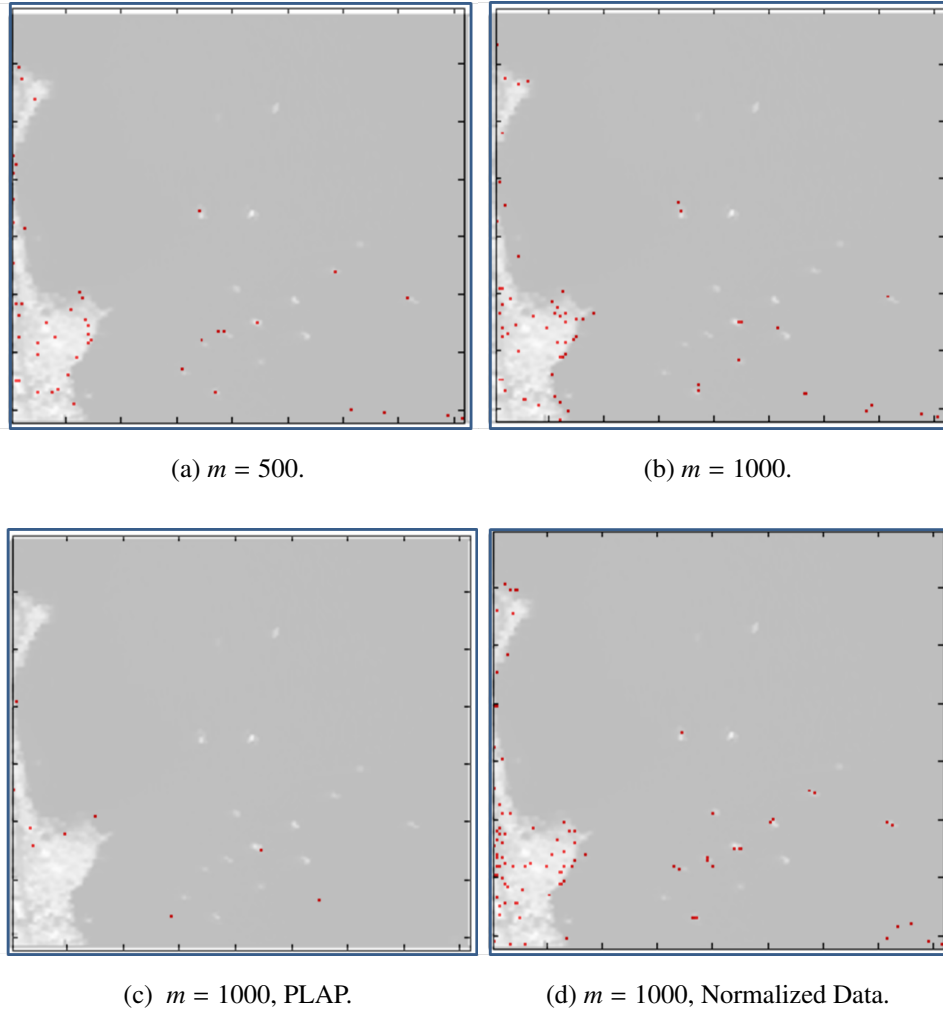 (a) m = 500.
(b) m = 1000.
(c) m = 1000, PLAP.
(d) m = 1000, Normalized Data.